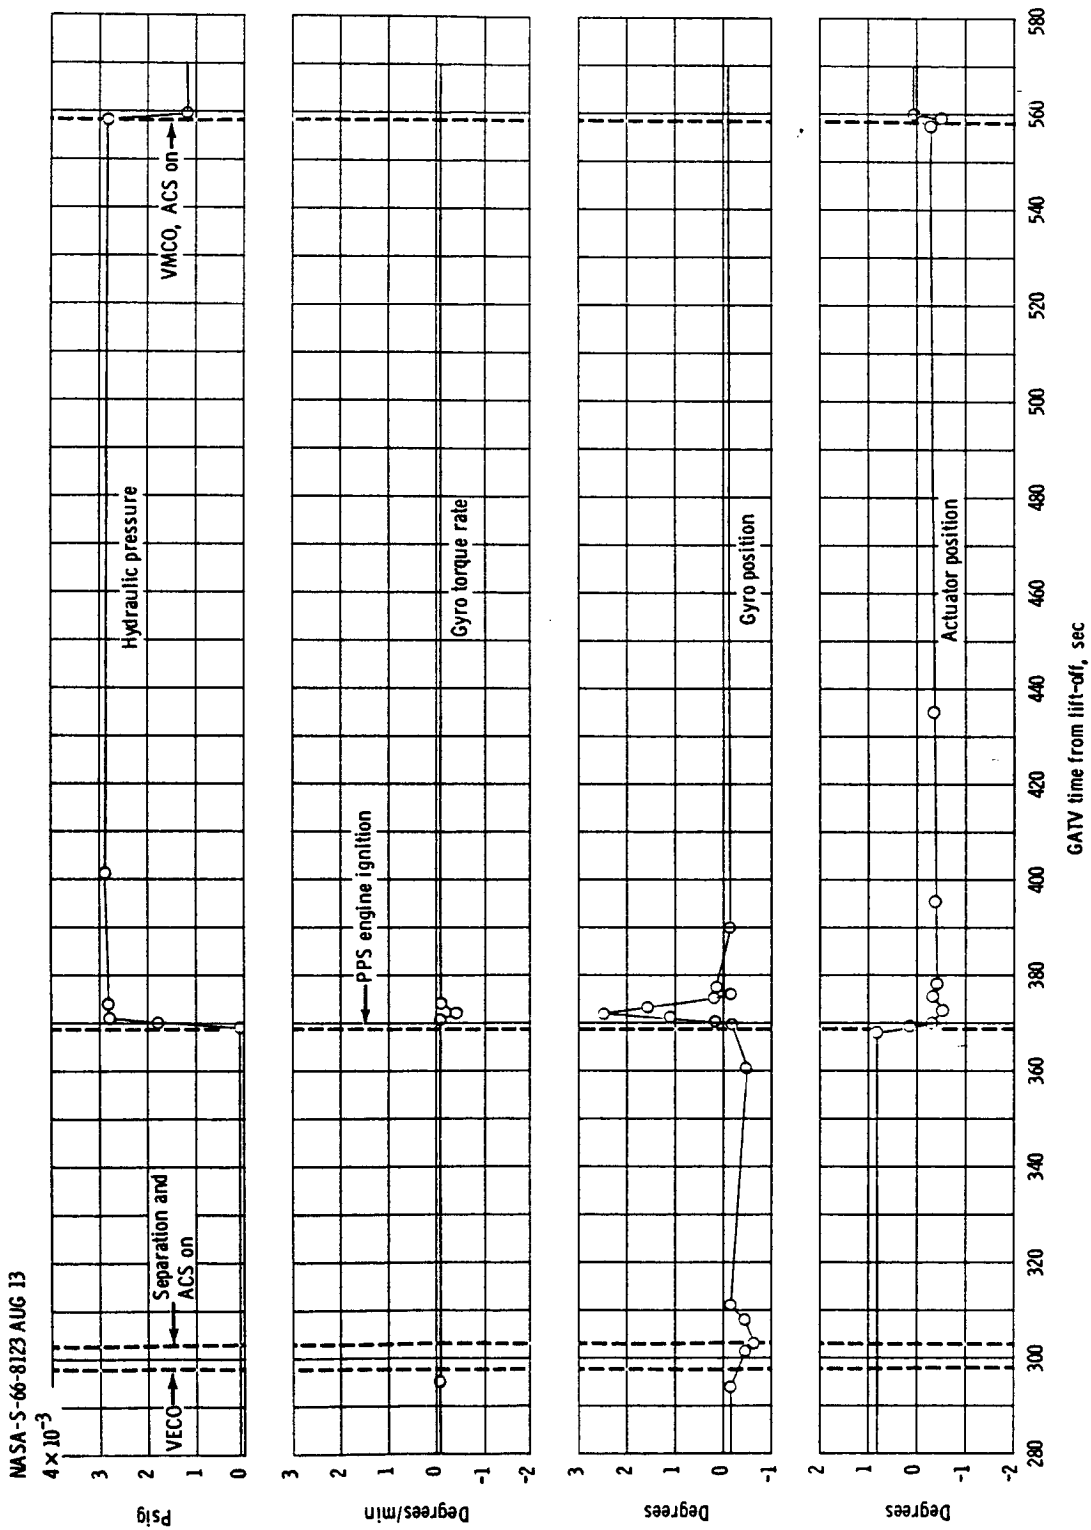 NASA-S-66-8123 AUG 13
4 × 10⁻³
3
2
1
0
Psig
Hydraulic pressure
VECO
Separation and
ACS on
VMCO, ACS on
3
2
1
0
-1
-2
Degrees/min
Gyro torque rate
PPS engine ignition
3
2
1
0
-1
Degrees
Gyro position
2
1
0
-1
-2
Degrees
Actuator position
280 300 320 340 360 380 400 420 440 460 480 500 520 540 560 580
GATV time from lift-off, sec